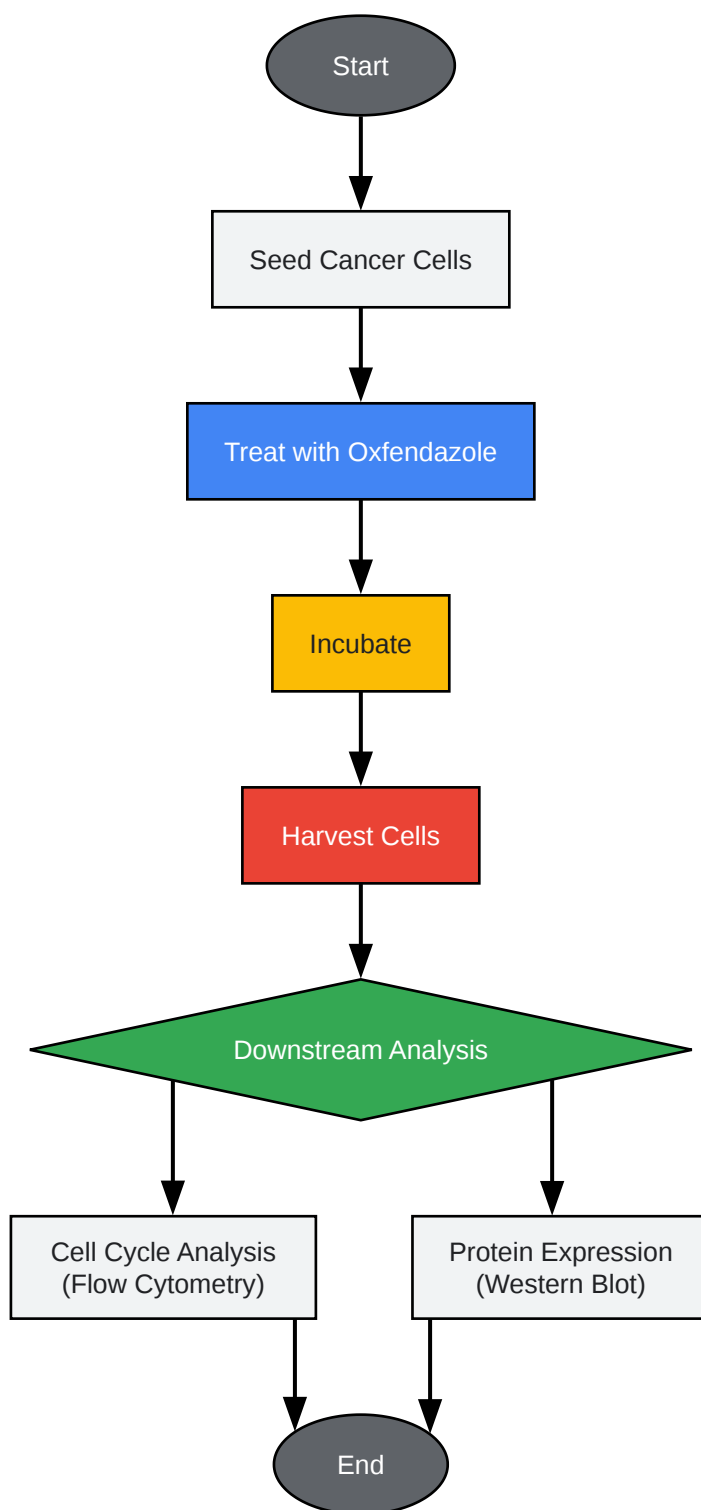 Start
Seed Cancer Cells
Treat with Oxfendazole
Incubate
Harvest Cells
Downstream Analysis
Cell Cycle Analysis
(Flow Cytometry)
Protein Expression
(Western Blot)
End